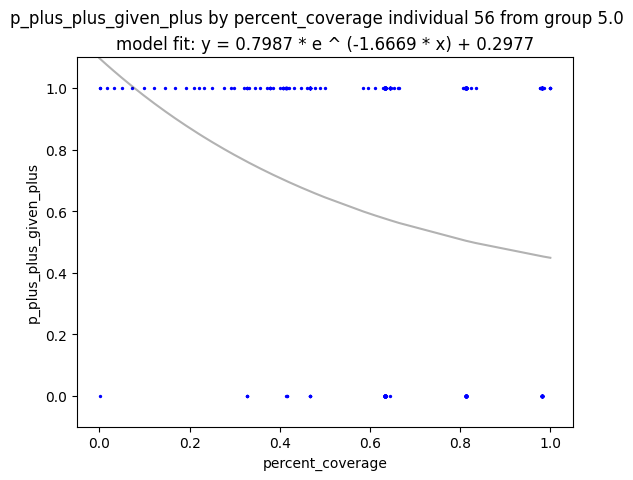 p_plus_plus_given_plus by percent_coverage individual 56 from group 5.0
model fit: y = 0.7987 * e ^ (-1.6669 * x) + 0.2977
1.0
0.8
0.6
0.4
0.2
0.0
p_plus_plus_given_plus
0.0 0.2 0.4 0.6 0.8 1.0
percent_coverage